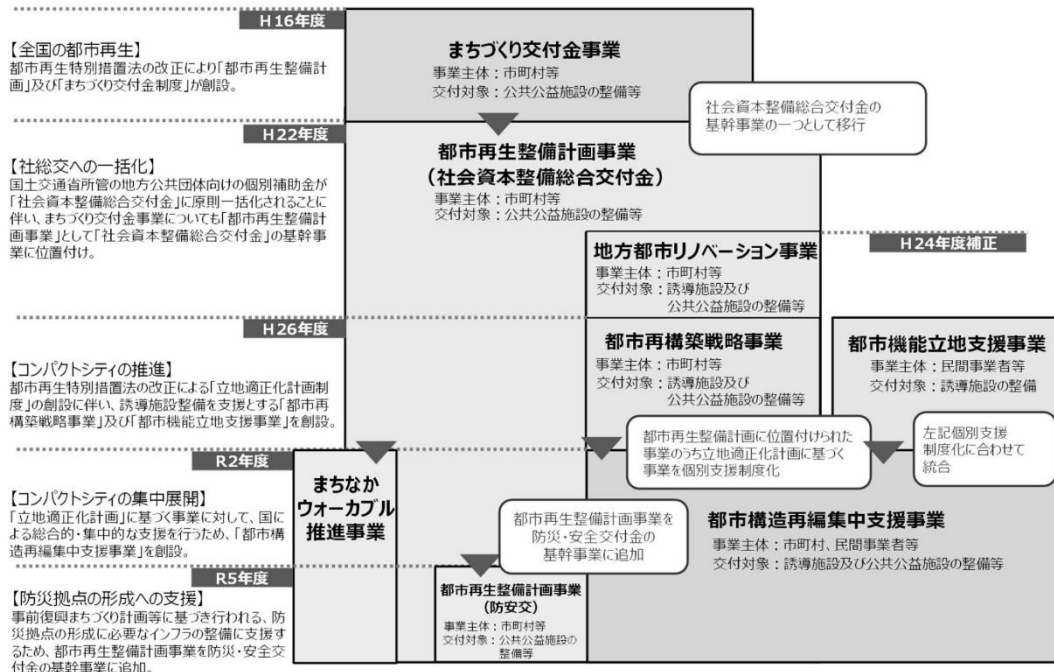 H16年度
【全国の都市再生】
都市再生特別措置法の改正により「都市再生整備計
画」及び「まちづくり交付金制度」が創設。
まちづくり交付金事業
事業主体：市町村等
交付対象：公共公益施設の整備等
社会資本整備総合交付金の
基幹事業の一つとして移行
H22年度
【社総交への一括化】
国土交通省所管の地方公共団体向けの個別補助金が
「社会資本整備総合交付金」に原則一括化されることに
伴い、まちづくり交付金事業についても「都市再生整備計
画事業」として「社会資本整備総合交付金」の基幹事
業に位置付け。
都市再生整備計画事業
（社会資本整備総合交付金）
事業主体：市町村等
交付対象：公共公益施設の整備等
H24年度補正
地方都市リノベーション事業
事業主体：市町村等
交付対象：誘導施設及び
公共公益施設の整備等
H26年度
【コンパクトシティの推進】
都市再生特別措置法の改正による「立地適正化計画制
度」の創設に伴い、誘導施設整備を支援とする「都市再
構築戦略事業」及び「都市機能立地支援事業」を創設。
都市再構築戦略事業
事業主体：市町村等
交付対象：誘導施設及び
公共公益施設の整備等
都市機能立地支援事業
事業主体：民間事業者等
交付対象：誘導施設の整備
都市再生整備計画に位置付けられた
事業のうち立地適正化計画に基づく
事業を個別支援制度化
左記個別支援
制度化に合わせて
統合
R2年度
【コンパクトシティの集中展開】
「立地適正化計画」に基づく事業に対して、国に
よる総合的・集中的な支援を行うため、「都市構
造再編集中支援事業」を創設。
まちなか
ウォーカブル
推進事業
都市再生整備計画事業を
防災・安全交付金の
基幹事業に追加
都市構造再編集中支援事業
事業主体：市町村、民間事業者等
交付対象：誘導施設及び公共公益施設の整備等
R5年度
【防災拠点の形成への支援】
事前復興まちづくり計画等に基づき行われる、防
災拠点の形成に必要なインフラの整備に支援す
るため、都市再生整備計画事業を防災・安全交
付金の基幹事業に追加。
都市再生整備計画事業
（防安交）
事業主体：市町村等
交付対象：公共公益施設の
整備等